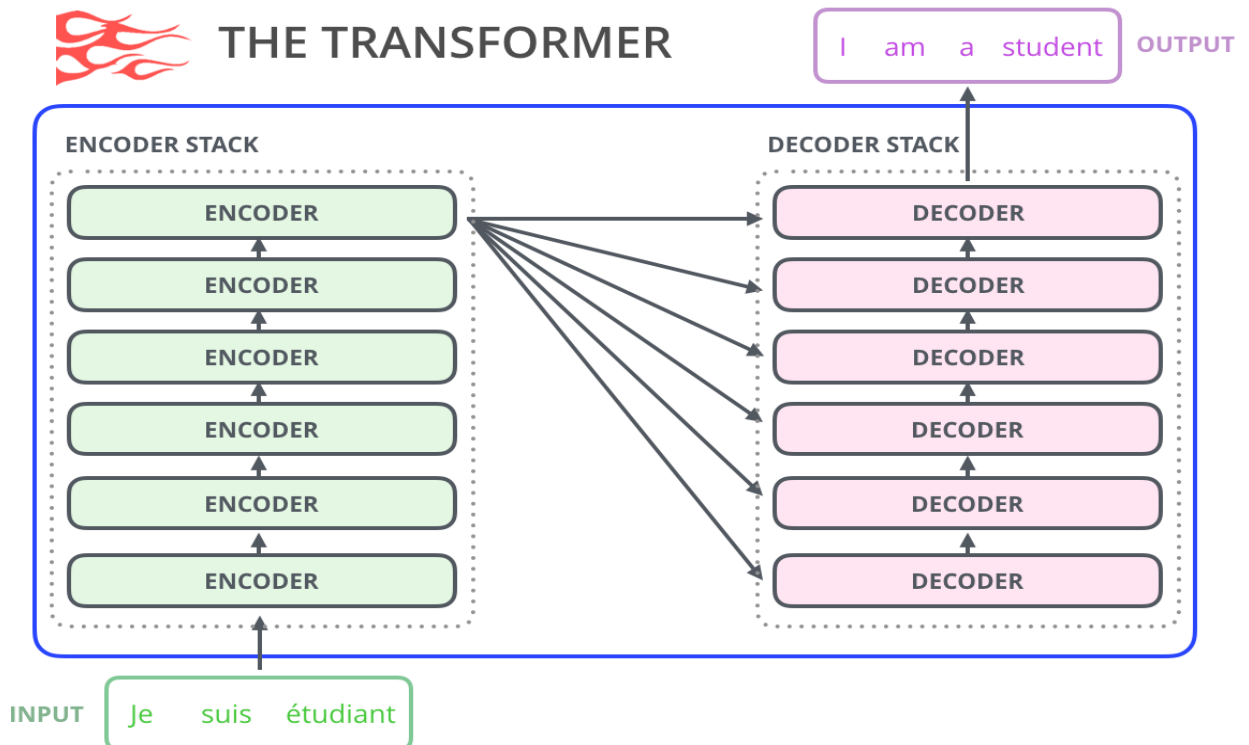 THE TRANSFORMER
I am a student
OUTPUT
ENCODER STACK
DECODER STACK
ENCODER
DECODER
ENCODER
DECODER
ENCODER
DECODER
ENCODER
DECODER
ENCODER
DECODER
ENCODER
DECODER
INPUT
Je suis étudiant